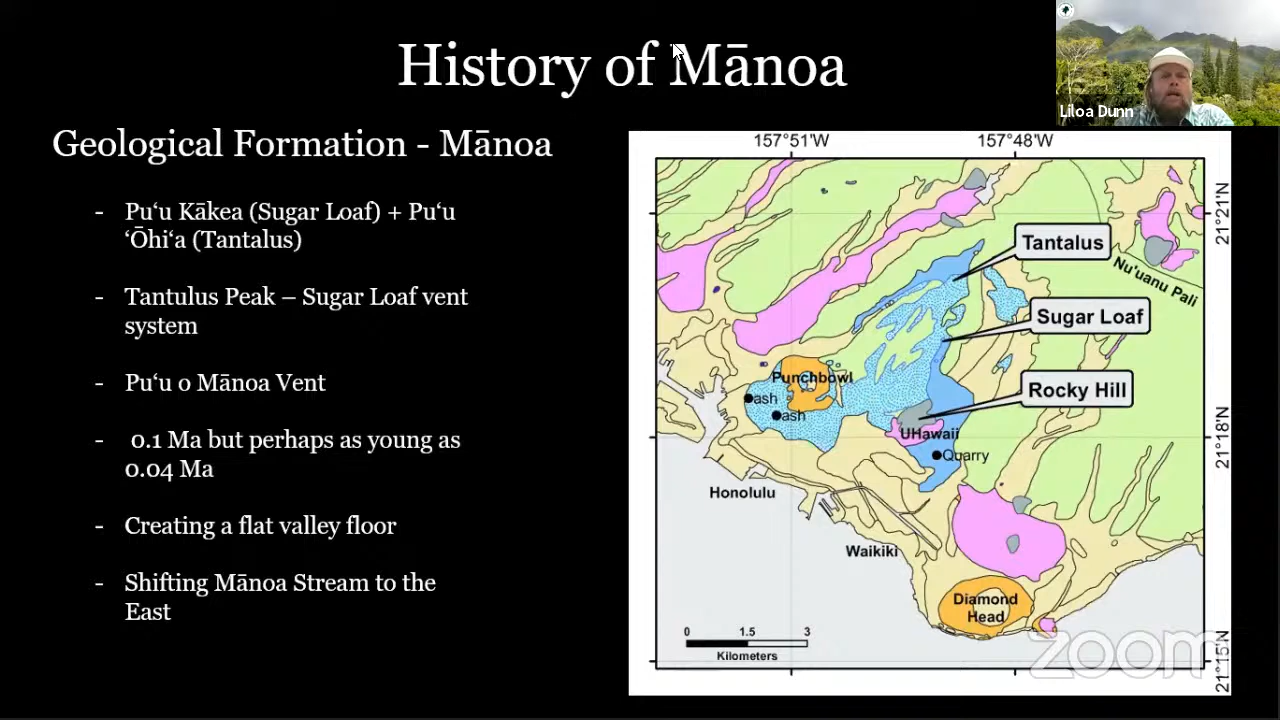 History of Mānoa
Liloa Dunn
Geological Formation - Mānoa
- Puʻu Kākea (Sugar Loaf) + Puʻu
ʻŌhiʻa (Tantalus)
- Tantulus Peak – Sugar Loaf vent
system
- Puʻu o Mānoa Vent
- 0.1 Ma but perhaps as young as
0.04 Ma
- Creating a flat valley floor
- Shifting Mānoa Stream to the
East
157°51'W
157°48'W
21°21'N
Tantalus
Nu'uanu Pali
Sugar Loaf
Punchbowl
Rocky Hill
ash
ash
UHawaii
21°18'N
Quarry
Honolulu
Waikiki
Diamond
Head
0 1.5 3
Kilometers
21°15'N
zoom